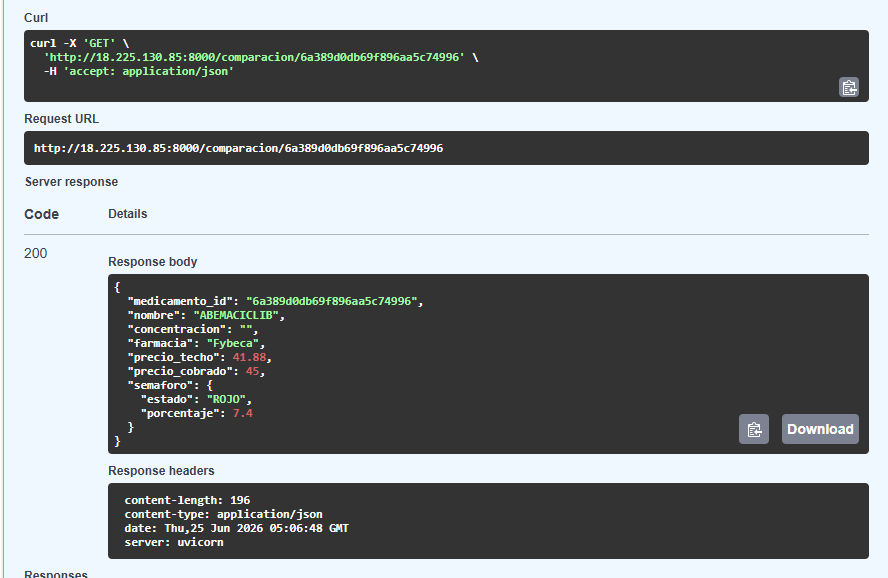 Curl
curl -X 'GET' \
  'http://18.225.130.85:8000/comparacion/6a389d0db69f896aa5c74996' \
  -H 'accept: application/json'
Request URL
http://18.225.130.85:8000/comparacion/6a389d0db69f896aa5c74996
Server response
Code Details
200
Response body
{
  "medicamento_id": "6a389d0db69f896aa5c74996",
  "nombre": "ABEMACICLIB",
  "concentracion": "",
  "farmacia": "Fybeca",
  "precio_techo": 41.88,
  "precio_cobrado": 45,
  "semaforo": {
    "estado": "ROJO",
    "porcentaje": 7.4
  }
}
Download
Response headers
content-length: 196
content-type: application/json
date: Thu,25 Jun 2026 05:06:48 GMT
server: uvicorn
Responses